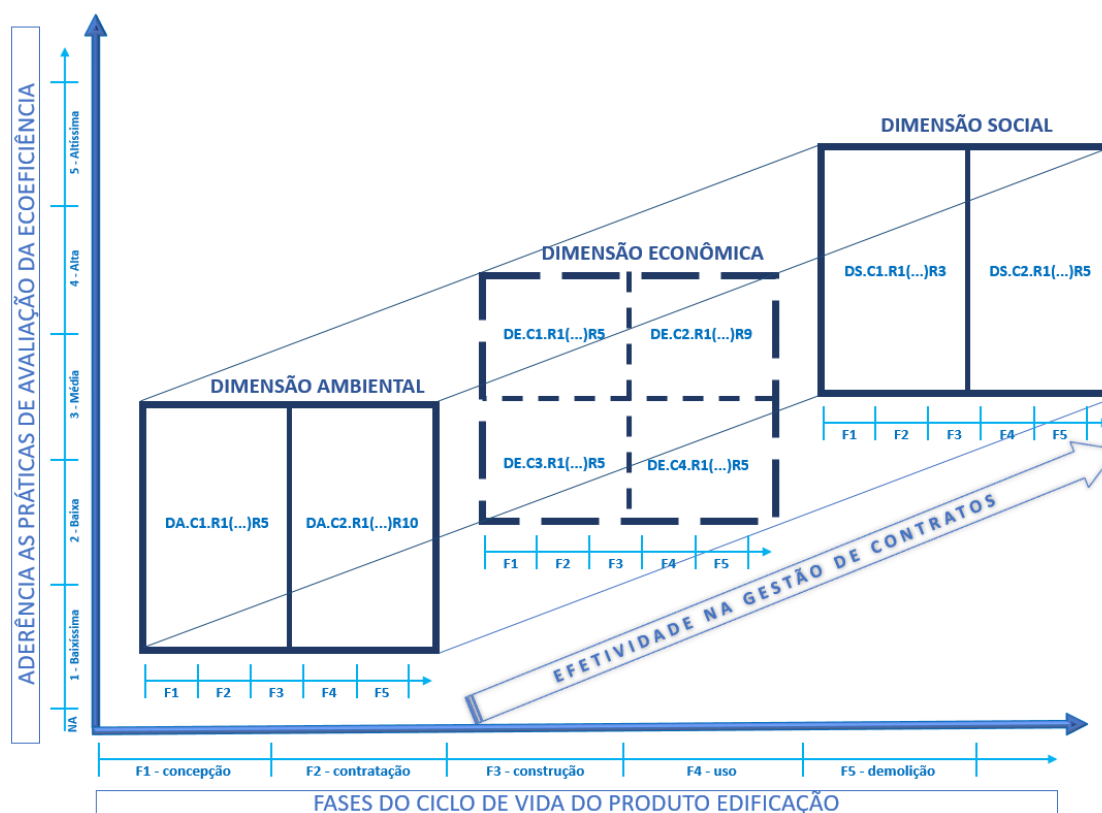 ADERÊNCIA AS PRÁTICAS DE AVALIAÇÃO DA ECOEFICIÊNCIA
5 - Altíssima
4 - Alta
3 - Média
2 - Baixa
1 - Baixíssima
NA
DIMENSÃO SOCIAL
DS.C1.R1(...)R3
DS.C2.R1(...)R5
F1 F2 F3 F4 F5
DIMENSÃO ECONÔMICA
DE.C1.R1(...)R5
DE.C2.R1(...)R9
DE.C3.R1(...)R5
DE.C4.R1(...)R5
F1 F2 F3 F4 F5
DIMENSÃO AMBIENTAL
DA.C1.R1(...)R5
DA.C2.R1(...)R10
F1 F2 F3 F4 F5
EFETIVIDADE NA GESTÃO DE CONTRATOS
F1 - concepção
F2 - contratação
F3 - construção
F4 - uso
F5 - demolição
FASES DO CICLO DE VIDA DO PRODUTO EDIFICAÇÃO